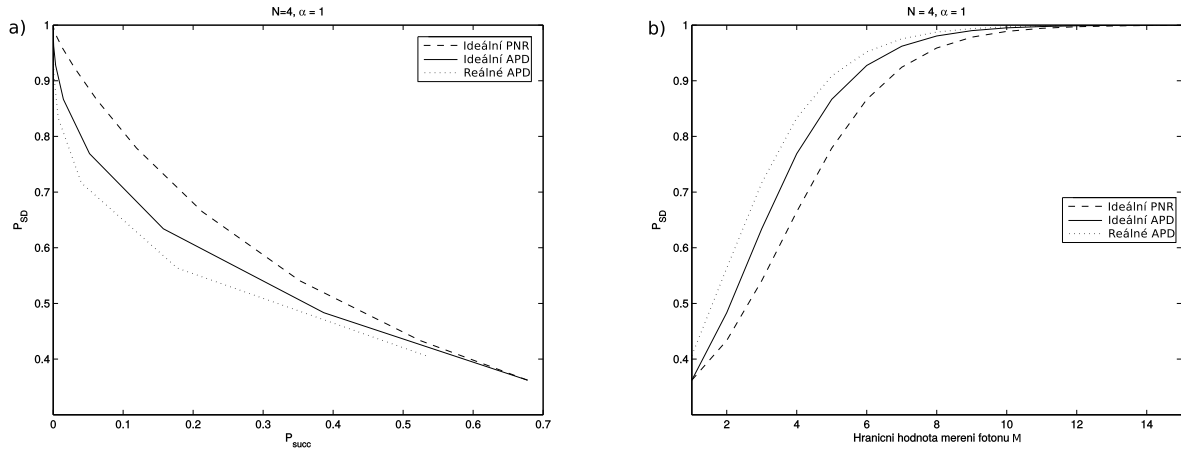 a)
N=4, α = 1
1
0.9
0.8
0.7
0.6
0.5
0.4
P_SD
0 0.1 0.2 0.3 0.4 0.5 0.6 0.7
P_succ
Ideální PNR
Ideální APD
Reálné APD
b)
N = 4, α = 1
1
0.9
0.8
0.7
0.6
0.5
0.4
P_SD
2 4 6 8 10 12 14
Hranicní hodnota mereni fotonu M
Ideální PNR
Ideální APD
Reálné APD